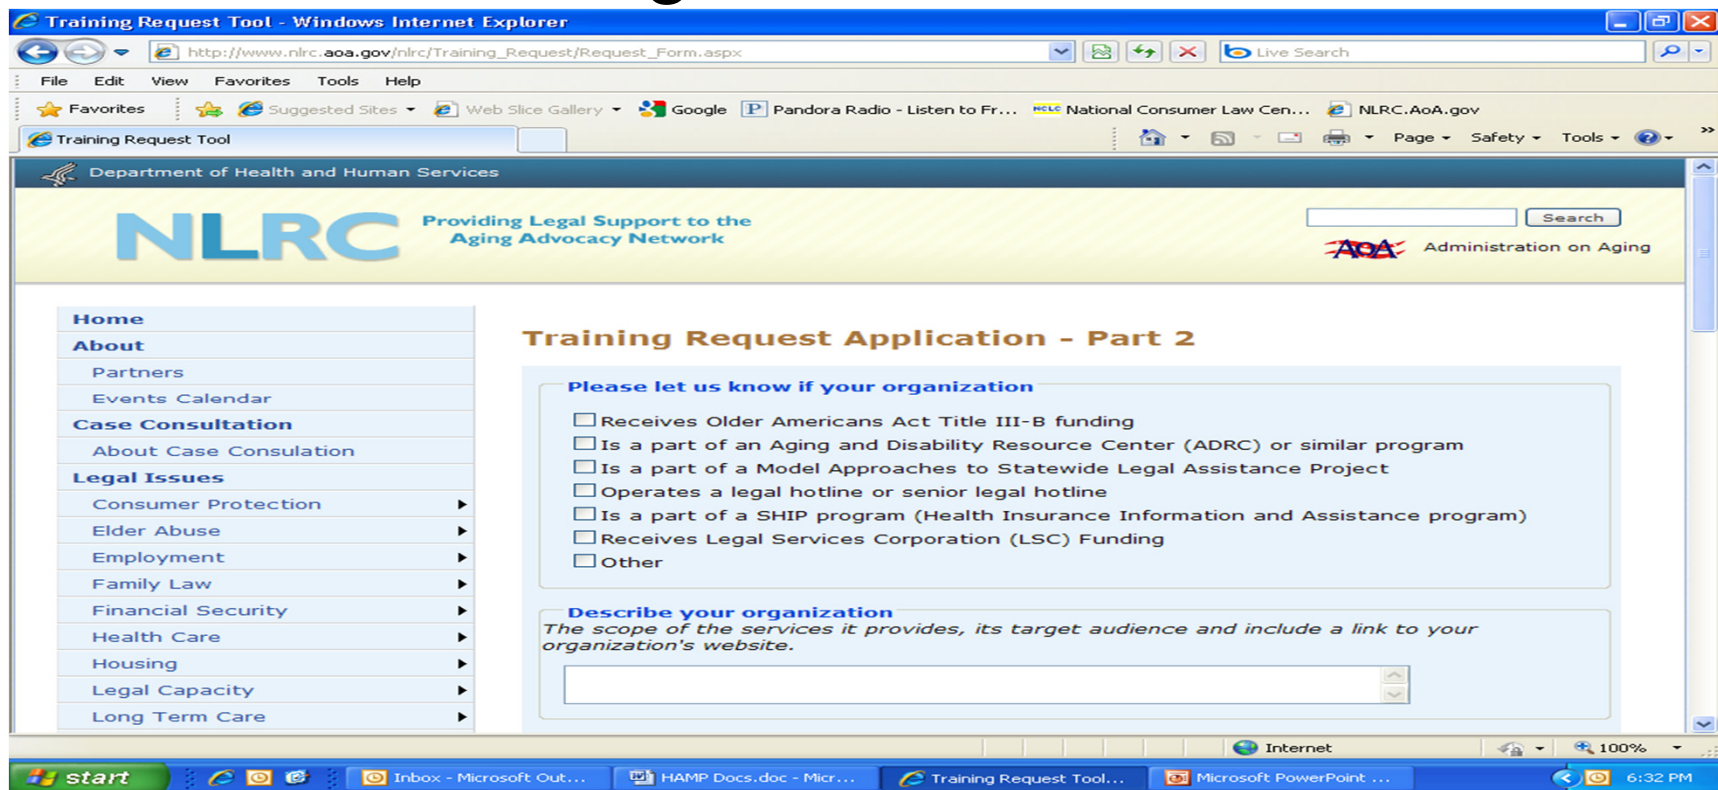 Training Request Tool - Windows Internet Explorer
http://www.nlrc.aoa.gov/nlrc/Training_Request/Request_Form.aspx
Live Search
File Edit View Favorites Tools Help
Favorites Suggested Sites Web Slice Gallery Google Pandora Radio - Listen to Fr... NCLC National Consumer Law Cen... NLRC.AoA.gov
Training Request Tool Page Safety Tools
Department of Health and Human Services
NLRC
Providing Legal Support to the
Aging Advocacy Network
Search
AOA Administration on Aging
Home
About
Partners
Events Calendar
Case Consultation
About Case Consulation
Legal Issues
Consumer Protection
Elder Abuse
Employment
Family Law
Financial Security
Health Care
Housing
Legal Capacity
Long Term Care
Training Request Application - Part 2
Please let us know if your organization
Receives Older Americans Act Title III-B funding
Is a part of an Aging and Disability Resource Center (ADRC) or similar program
Is a part of a Model Approaches to Statewide Legal Assistance Project
Operates a legal hotline or senior legal hotline
Is a part of a SHIP program (Health Insurance Information and Assistance program)
Receives Legal Services Corporation (LSC) Funding
Other
Describe your organization
The scope of the services it provides, its target audience and include a link to your
organization's website.
Internet 100%
start Inbox - Microsoft Out... HAMP Docs.doc - Micr... Training Request Tool... Microsoft PowerPoint ... 6:32 PM